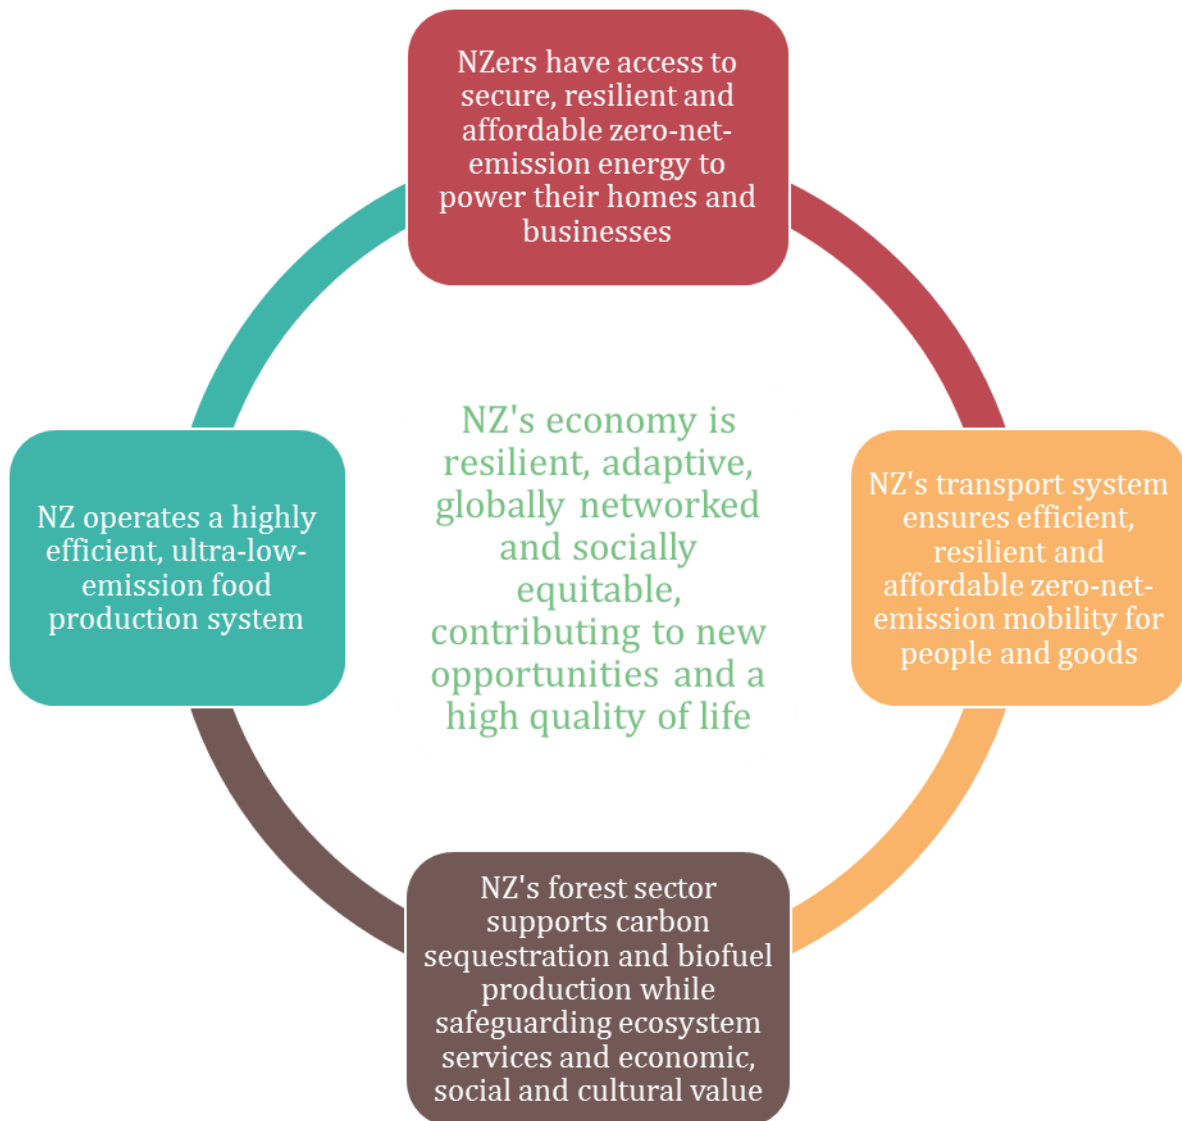 NZers have access to
secure, resilient and
affordable zero-net-
emission energy to
power their homes and
businesses
NZ's economy is
resilient, adaptive,
globally networked
and socially
equitable,
contributing to new
opportunities and a
high quality of life
NZ operates a highly
efficient, ultra-low-
emission food
production system
NZ's transport system
ensures efficient,
resilient and
affordable zero-net-
emission mobility for
people and goods
NZ's forest sector
supports carbon
sequestration and biofuel
production while
safeguarding ecosystem
services and economic,
social and cultural value